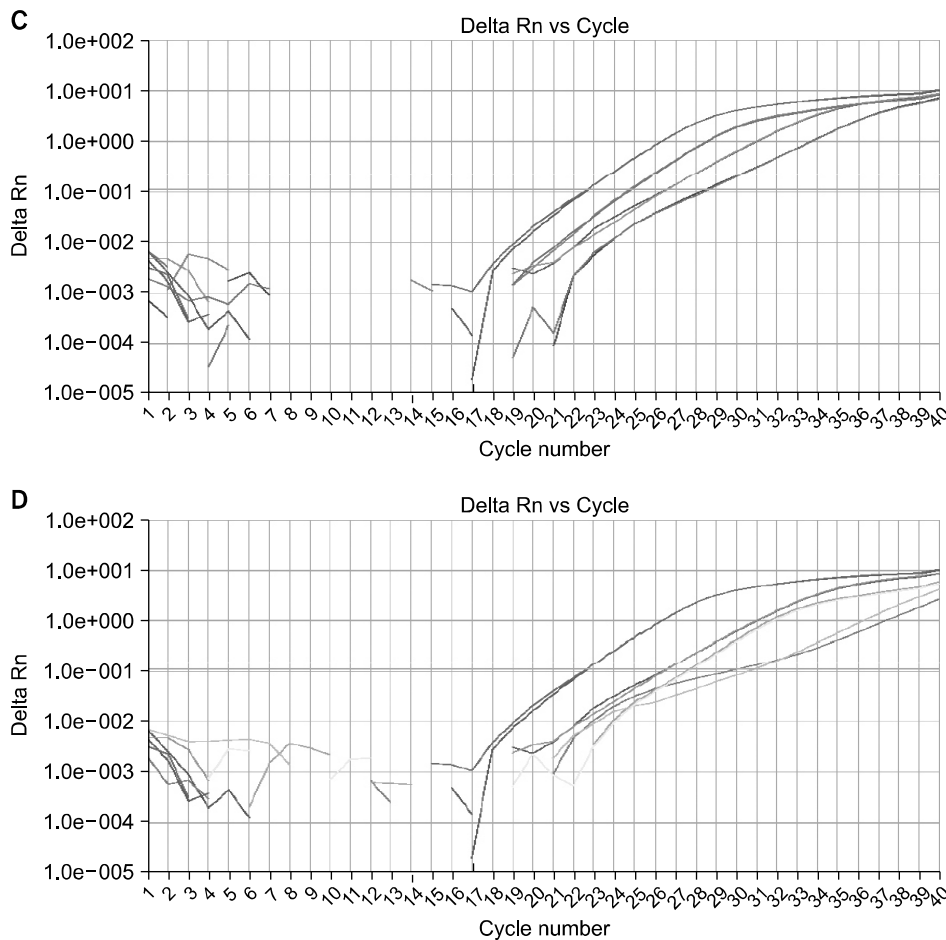 C
Delta Rn vs Cycle
1.0e+002
1.0e+001
1.0e+000
1.0e−001
1.0e−002
1.0e−003
1.0e−004
1.0e−005
Delta Rn
1 2 3 4 5 6 7 8 9 10 11 12 13 14 15 16 17 18 19 20 21 22 23 24 25 26 27 28 29 30 31 32 33 34 35 36 37 38 39 40
Cycle number
D
Delta Rn vs Cycle
1.0e+002
1.0e+001
1.0e+000
1.0e−001
1.0e−002
1.0e−003
1.0e−004
1.0e−005
Delta Rn
1 2 3 4 5 6 7 8 9 10 11 12 13 14 15 16 17 18 19 20 21 22 23 24 25 26 27 28 29 30 31 32 33 34 35 36 37 38 39 40
Cycle number